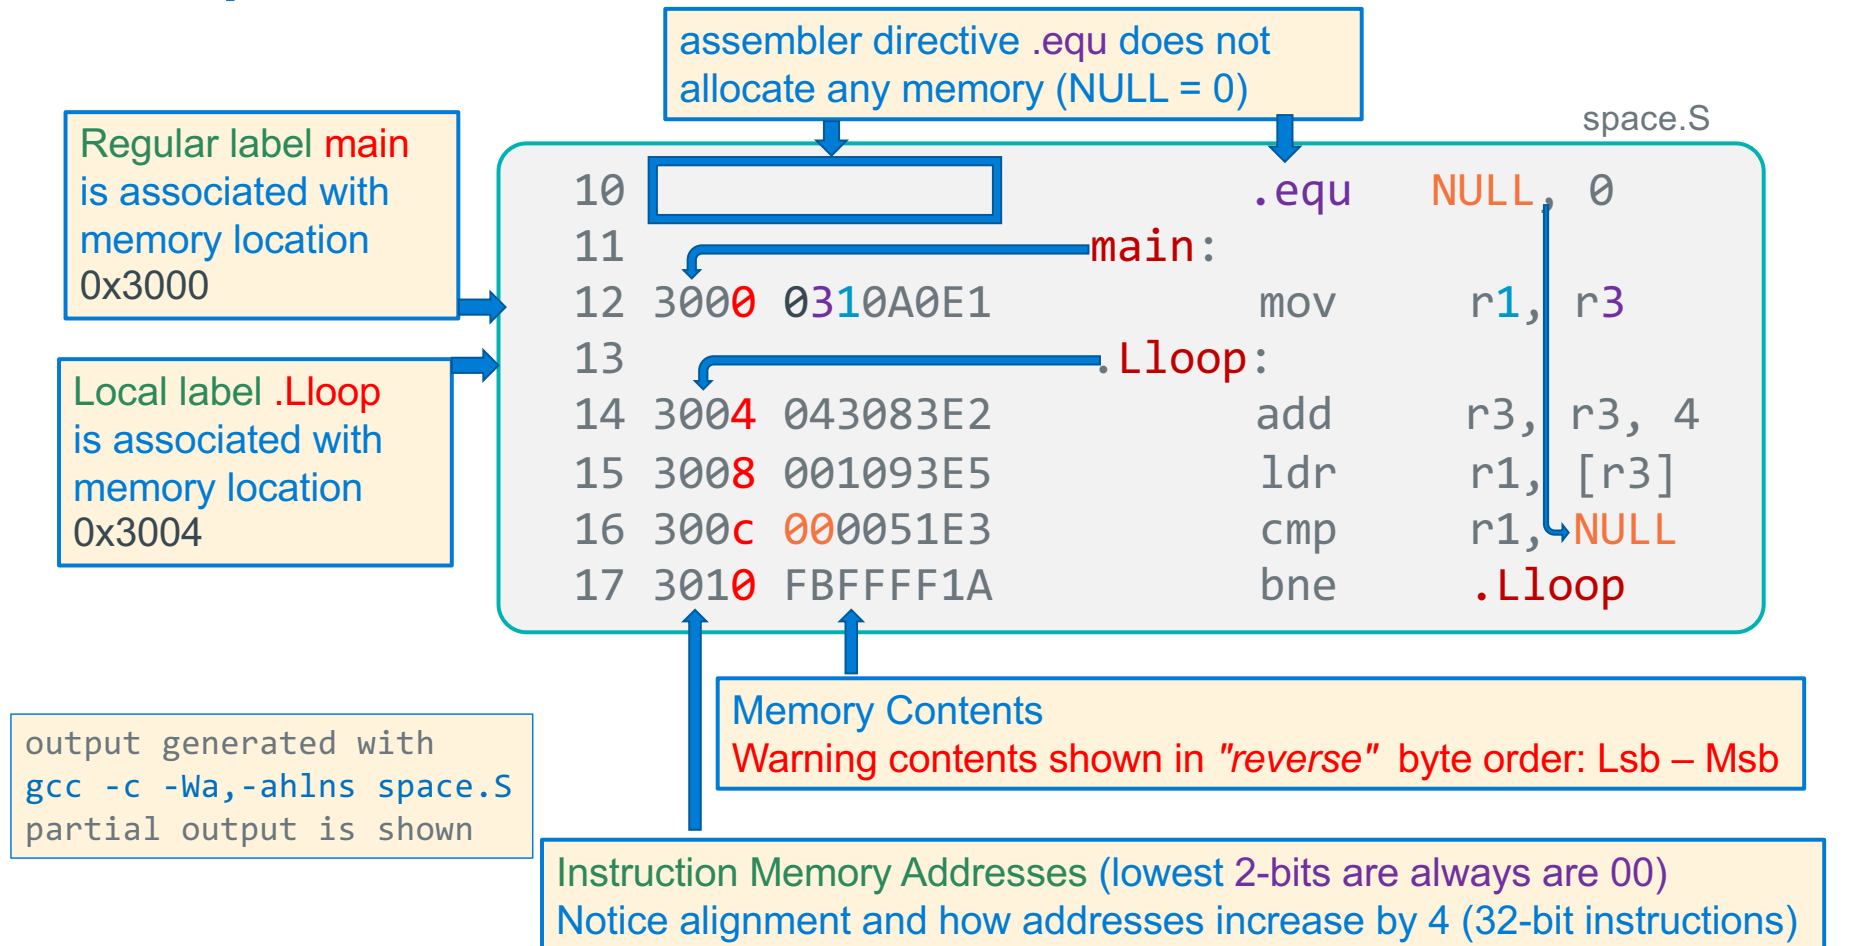 assembler directive .equ does not
allocate any memory (NULL = 0)
space.S
Regular label main
is associated with
memory location
0x3000
Local label .Lloop
is associated with
memory location
0x3004
10 .equ NULL, 0
11 main:
12 3000 0310A0E1 mov r1, r3
13 .Lloop:
14 3004 043083E2 add r3, r3, 4
15 3008 001093E5 ldr r1, [r3]
16 300c 000051E3 cmp r1, NULL
17 3010 FBFFFF1A bne .Lloop
Memory Contents
Warning contents shown in "reverse" byte order: Lsb – Msb
output generated with
gcc -c -Wa,-ahlns space.S
partial output is shown
Instruction Memory Addresses (lowest 2-bits are always are 00)
Notice alignment and how addresses increase by 4 (32-bit instructions)